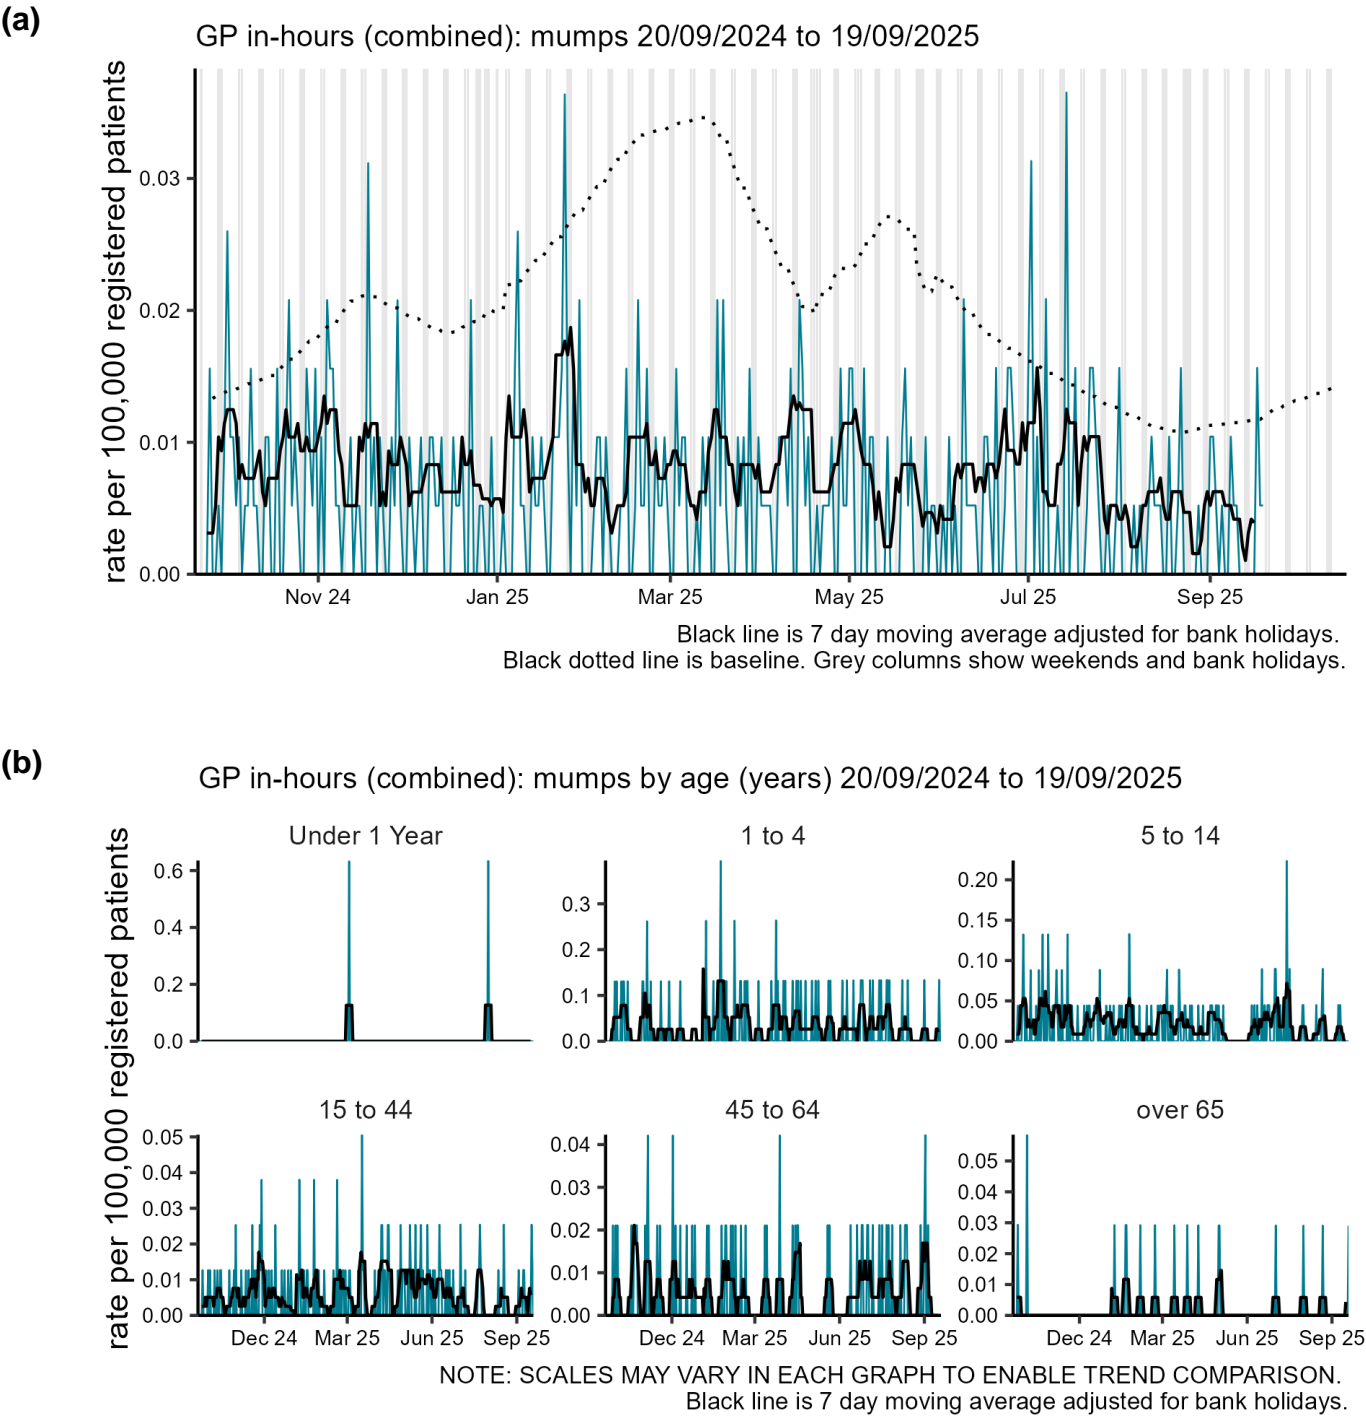 (a)
GP in-hours (combined): mumps 20/09/2024 to 19/09/2025
rate per 100,000 registered patients
0.03
0.02
0.01
0.00
Nov 24 Jan 25 Mar 25 May 25 Jul 25 Sep 25
Black line is 7 day moving average adjusted for bank holidays.
Black dotted line is baseline. Grey columns show weekends and bank holidays.
(b)
GP in-hours (combined): mumps by age (years) 20/09/2024 to 19/09/2025
rate per 100,000 registered patients
Under 1 Year
0.6
0.4
0.2
0.0
1 to 4
0.3
0.2
0.1
0.0
5 to 14
0.20
0.15
0.10
0.05
0.00
15 to 44
0.05
0.04
0.03
0.02
0.01
0.00
Dec 24 Mar 25 Jun 25 Sep 25
45 to 64
0.04
0.03
0.02
0.01
0.00
Dec 24 Mar 25 Jun 25 Sep 25
over 65
0.05
0.04
0.03
0.02
0.01
0.00
Dec 24 Mar 25 Jun 25 Sep 25
NOTE: SCALES MAY VARY IN EACH GRAPH TO ENABLE TREND COMPARISON.
Black line is 7 day moving average adjusted for bank holidays.